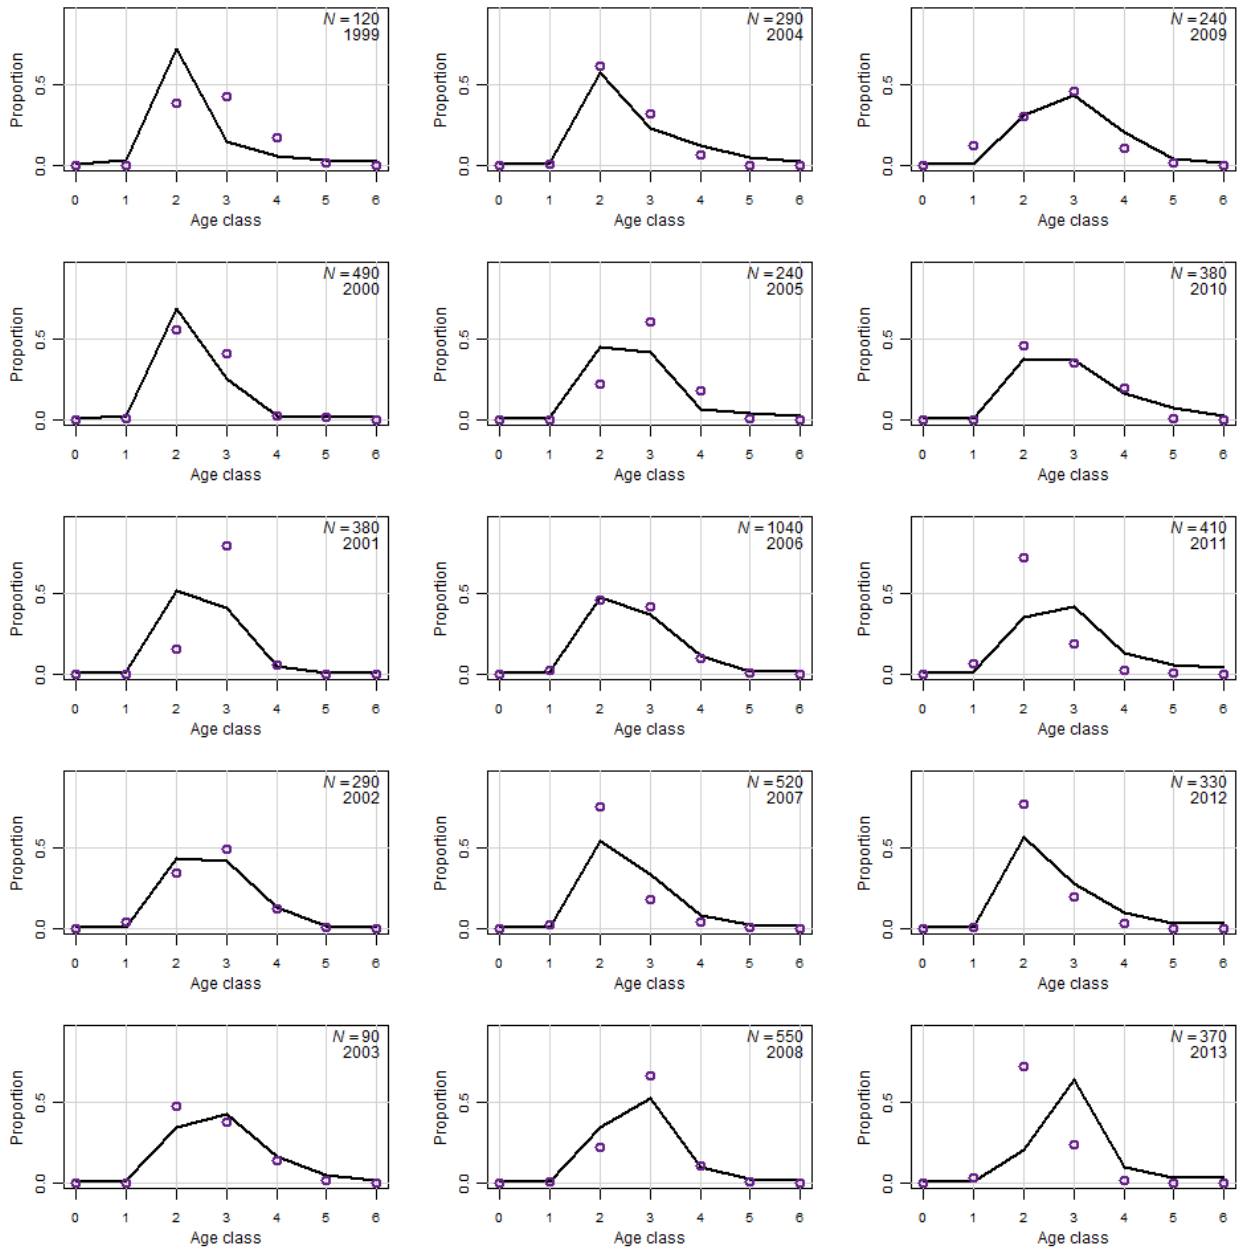 N = 120
1999
Proportion
0.5
0.0
0 1 2 3 4 5 6
Age class
N = 290
2004
Proportion
0.5
0.0
0 1 2 3 4 5 6
Age class
N = 240
2009
Proportion
0.5
0.0
0 1 2 3 4 5 6
Age class
N = 490
2000
Proportion
0.5
0.0
0 1 2 3 4 5 6
Age class
N = 240
2005
Proportion
0.5
0.0
0 1 2 3 4 5 6
Age class
N = 380
2010
Proportion
0.5
0.0
0 1 2 3 4 5 6
Age class
N = 380
2001
Proportion
0.5
0.0
0 1 2 3 4 5 6
Age class
N = 1040
2006
Proportion
0.5
0.0
0 1 2 3 4 5 6
Age class
N = 410
2011
Proportion
0.5
0.0
0 1 2 3 4 5 6
Age class
N = 290
2002
Proportion
0.5
0.0
0 1 2 3 4 5 6
Age class
N = 520
2007
Proportion
0.5
0.0
0 1 2 3 4 5 6
Age class
N = 330
2012
Proportion
0.5
0.0
0 1 2 3 4 5 6
Age class
N = 90
2003
Proportion
0.5
0.0
0 1 2 3 4 5 6
Age class
N = 550
2008
Proportion
0.5
0.0
0 1 2 3 4 5 6
Age class
N = 370
2013
Proportion
0.5
0.0
0 1 2 3 4 5 6
Age class